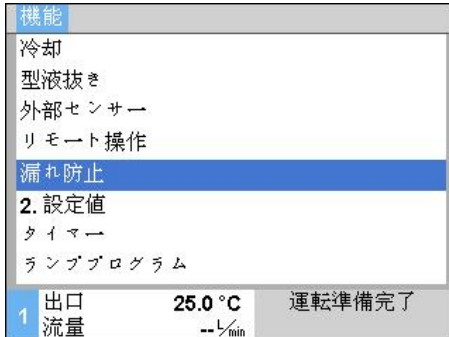 機能
冷却
型液抜き
外部センサー
リモート操作
漏れ防止
2. 設定値
タイマー
ランププログラム
1 出口 25.0 °C 運転準備完了
流量 -- L/min